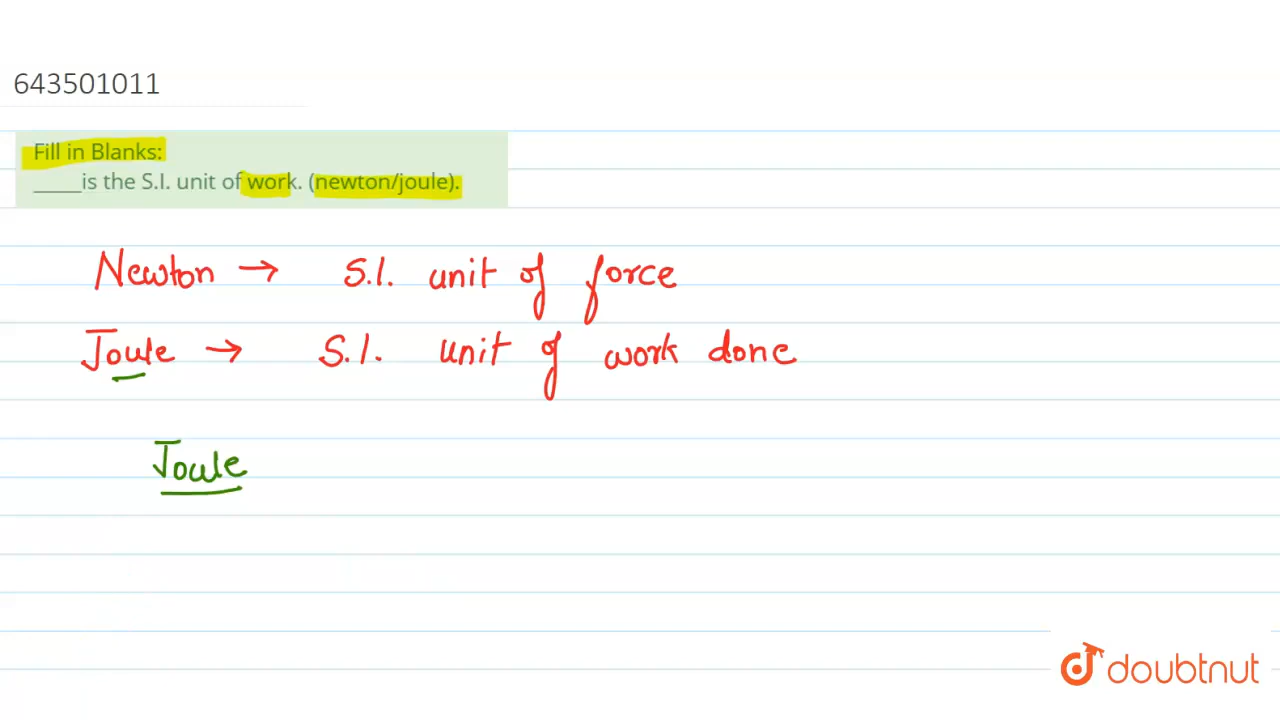 643501011
Fill in Blanks:
_____is the S.I. unit of work. (newton/joule).
Newton → S.I. unit of force
Joule → S.I. unit of work done
Joule
doubtnut